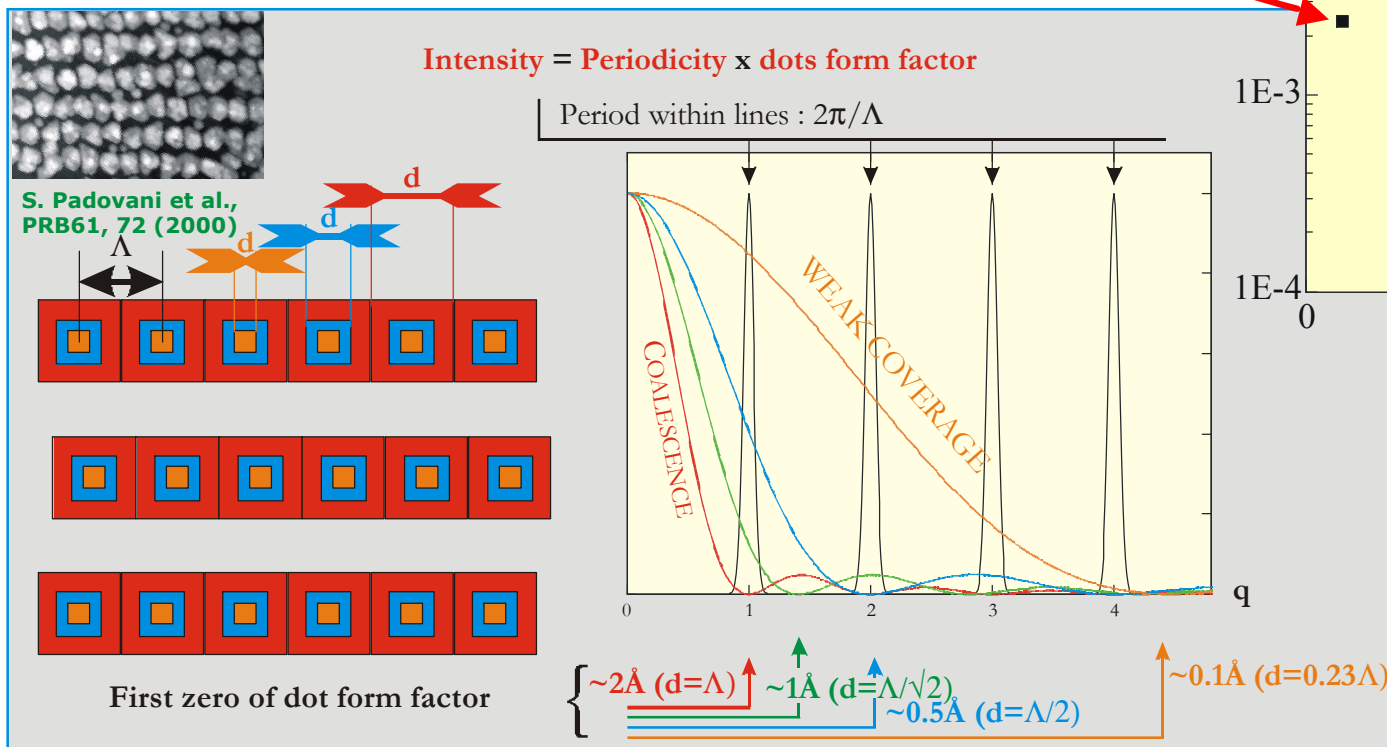 Intensity = Periodicity x dots form factor
Period within lines : 2π/Λ
S. Padovani et al.,
PRB61, 72 (2000)
d
d
d
Λ
COALESCENCE
WEAK COVERAGE
0
1
2
3
4
q
1E-3
1E-4
0
First zero of dot form factor
~2Å (d=Λ)
~1Å (d=Λ/√2)
~0.5Å (d=Λ/2)
~0.1Å (d=0.23Λ)